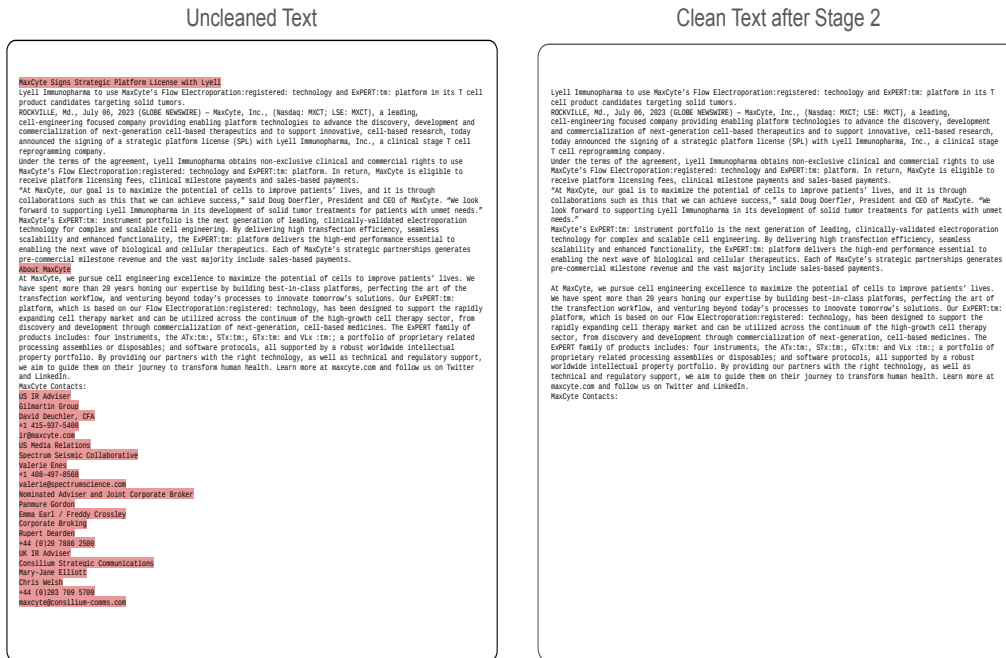 Uncleaned Text
MaxCyte Signs Strategic Platform License with Lyell
Lyell Immunopharma to use MaxCyte's Flow Electroporation:registered: technology and ExPERT:tm: platform in its T cell
product candidates targeting solid tumors.
ROCKVILLE, Md., July 06, 2023 (GLOBE NEWSWIRE) — MaxCyte, Inc., (Nasdaq: MXCT; LSE: MXCT), a leading,
cell-engineering focused company providing enabling platform technologies to advance the discovery, development and
commercialization of next-generation cell-based therapeutics and to support innovative, cell-based research, today
announced the signing of a strategic platform license (SPL) with Lyell Immunopharma, Inc., a clinical stage T cell
reprogramming company.
Under the terms of the agreement, Lyell Immunopharma obtains non-exclusive clinical and commercial rights to use
MaxCyte's Flow Electroporation:registered: technology and ExPERT:tm: platform. In return, MaxCyte is eligible to
receive platform licensing fees, clinical milestone payments and sales-based payments.
"At MaxCyte, our goal is to maximize the potential of cells to improve patients' lives, and it is through
collaborations such as this that we can achieve success," said Doug Doerfler, President and CEO of MaxCyte. "We look
forward to supporting Lyell Immunopharma in its development of solid tumor treatments for patients with unmet needs."
MaxCyte's ExPERT:tm: instrument portfolio is the next generation of leading, clinically-validated electroporation
technology for complex and scalable cell engineering. By delivering high transfection efficiency, seamless
scalability and enhanced functionality, the ExPERT:tm: platform delivers the high-end performance essential to
enabling the next wave of biological and cellular therapeutics. Each of MaxCyte's strategic partnerships generates
pre-commercial milestone revenue and the vast majority include sales-based payments.
About MaxCyte
At MaxCyte, we pursue cell engineering excellence to maximize the potential of cells to improve patients' lives. We
have spent more than 20 years honing our expertise by building best-in-class platforms, perfecting the art of the
transfection workflow, and venturing beyond today's processes to innovate tomorrow's solutions. Our ExPERT:tm:
platform, which is based on our Flow Electroporation:registered: technology, has been designed to support the rapidly
expanding cell therapy market and can be utilized across the continuum of the high-growth cell therapy sector, from
discovery and development through commercialization of next-generation, cell-based medicines. The ExPERT family of
products includes: four instruments, the ATx:tm:, STx:tm:, GTx:tm: and VLx :tm:; a portfolio of proprietary related
processing assemblies or disposables; and software protocols, all supported by a robust worldwide intellectual
property portfolio. By providing our partners with the right technology, as well as technical and regulatory support,
we aim to guide them on their journey to transform human health. Learn more at maxcyte.com and follow us on Twitter
and LinkedIn.
MaxCyte Contacts:
US IR Adviser
Gilmartin Group
David Deuchler, CFA
+1 415-937-5400
ir@maxcyte.com
US Media Relations
Spectrum Seismic Collaborative
Valerie Enes
+1 408-497-8568
valerie@spectrumscience.com
Nominated Adviser and Joint Corporate Broker
Panmure Gordon
Emma Earl / Freddy Crossley
Corporate Broking
Rupert Dearden
+44 (0)20 7886 2500
UK IR Adviser
Consilium Strategic Communications
Mary-Jane Elliott
Chris Welsh
+44 (0)203 709 5700
maxcyte@consilium-comms.com
Clean Text after Stage 2
Lyell Immunopharma to use MaxCyte's Flow Electroporation:registered: technology and ExPERT:tm: platform in its T
cell product candidates targeting solid tumors.
ROCKVILLE, Md., July 06, 2023 (GLOBE NEWSWIRE) — MaxCyte, Inc., (Nasdaq: MXCT; LSE: MXCT), a leading,
cell-engineering focused company providing enabling platform technologies to advance the discovery, development
and commercialization of next-generation cell-based therapeutics and to support innovative, cell-based research,
today announced the signing of a strategic platform license (SPL) with Lyell Immunopharma, Inc., a clinical stage
T cell reprogramming company.
Under the terms of the agreement, Lyell Immunopharma obtains non-exclusive clinical and commercial rights to use
MaxCyte's Flow Electroporation:registered: technology and ExPERT:tm: platform. In return, MaxCyte is eligible to
receive platform licensing fees, clinical milestone payments and sales-based payments.
"At MaxCyte, our goal is to maximize the potential of cells to improve patients' lives, and it is through
collaborations such as this that we can achieve success," said Doug Doerfler, President and CEO of MaxCyte. "We
look forward to supporting Lyell Immunopharma in its development of solid tumor treatments for patients with unmet
needs."
MaxCyte's ExPERT:tm: instrument portfolio is the next generation of leading, clinically-validated electroporation
technology for complex and scalable cell engineering. By delivering high transfection efficiency, seamless
scalability and enhanced functionality, the ExPERT:tm: platform delivers the high-end performance essential to
enabling the next wave of biological and cellular therapeutics. Each of MaxCyte's strategic partnerships generates
pre-commercial milestone revenue and the vast majority include sales-based payments.
At MaxCyte, we pursue cell engineering excellence to maximize the potential of cells to improve patients' lives.
We have spent more than 20 years honing our expertise by building best-in-class platforms, perfecting the art of
the transfection workflow, and venturing beyond today's processes to innovate tomorrow's solutions. Our ExPERT:tm:
platform, which is based on our Flow Electroporation:registered: technology, has been designed to support the
rapidly expanding cell therapy market and can be utilized across the continuum of the high-growth cell therapy
sector, from discovery and development through commercialization of next-generation, cell-based medicines. The
ExPERT family of products includes: four instruments, the ATx:tm:, STx:tm:, GTx:tm: and VLx :tm:; a portfolio of
proprietary related processing assemblies or disposables; and software protocols, all supported by a robust
worldwide intellectual property portfolio. By providing our partners with the right technology, as well as
technical and regulatory support, we aim to guide them on their journey to transform human health. Learn more at
maxcyte.com and follow us on Twitter and LinkedIn.
MaxCyte Contacts: